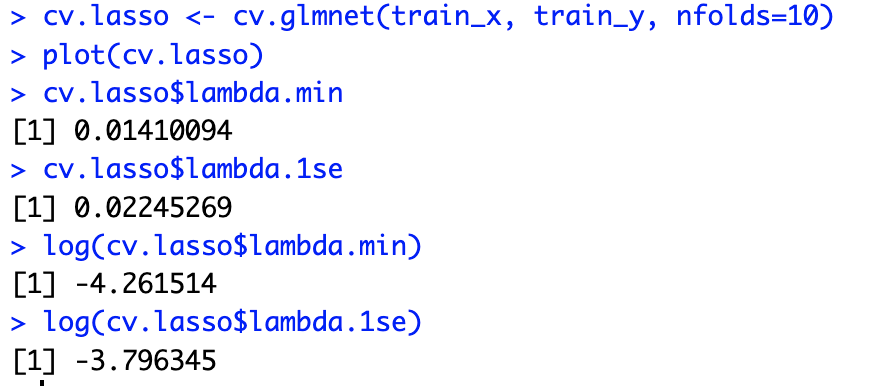 > cv.lasso <- cv.glmnet(train_x, train_y, nfolds=10)
> plot(cv.lasso)
> cv.lasso$lambda.min
[1] 0.01410094
> cv.lasso$lambda.1se
[1] 0.02245269
> log(cv.lasso$lambda.min)
[1] -4.261514
> log(cv.lasso$lambda.1se)
[1] -3.796345